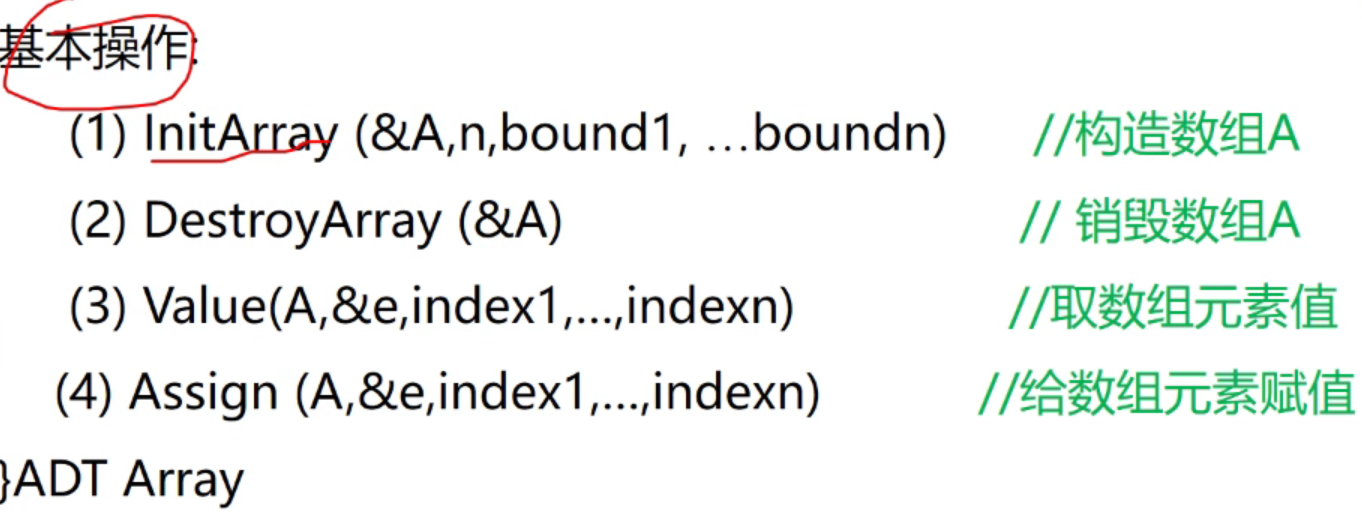 基本操作:
(1) InitArray (&A,n,bound1, …boundn) //构造数组A
(2) DestroyArray (&A) // 销毁数组A
(3) Value(A,&e,index1,…,indexn) //取数组元素值
(4) Assign (A,&e,index1,…,indexn) //给数组元素赋值
}ADT Array